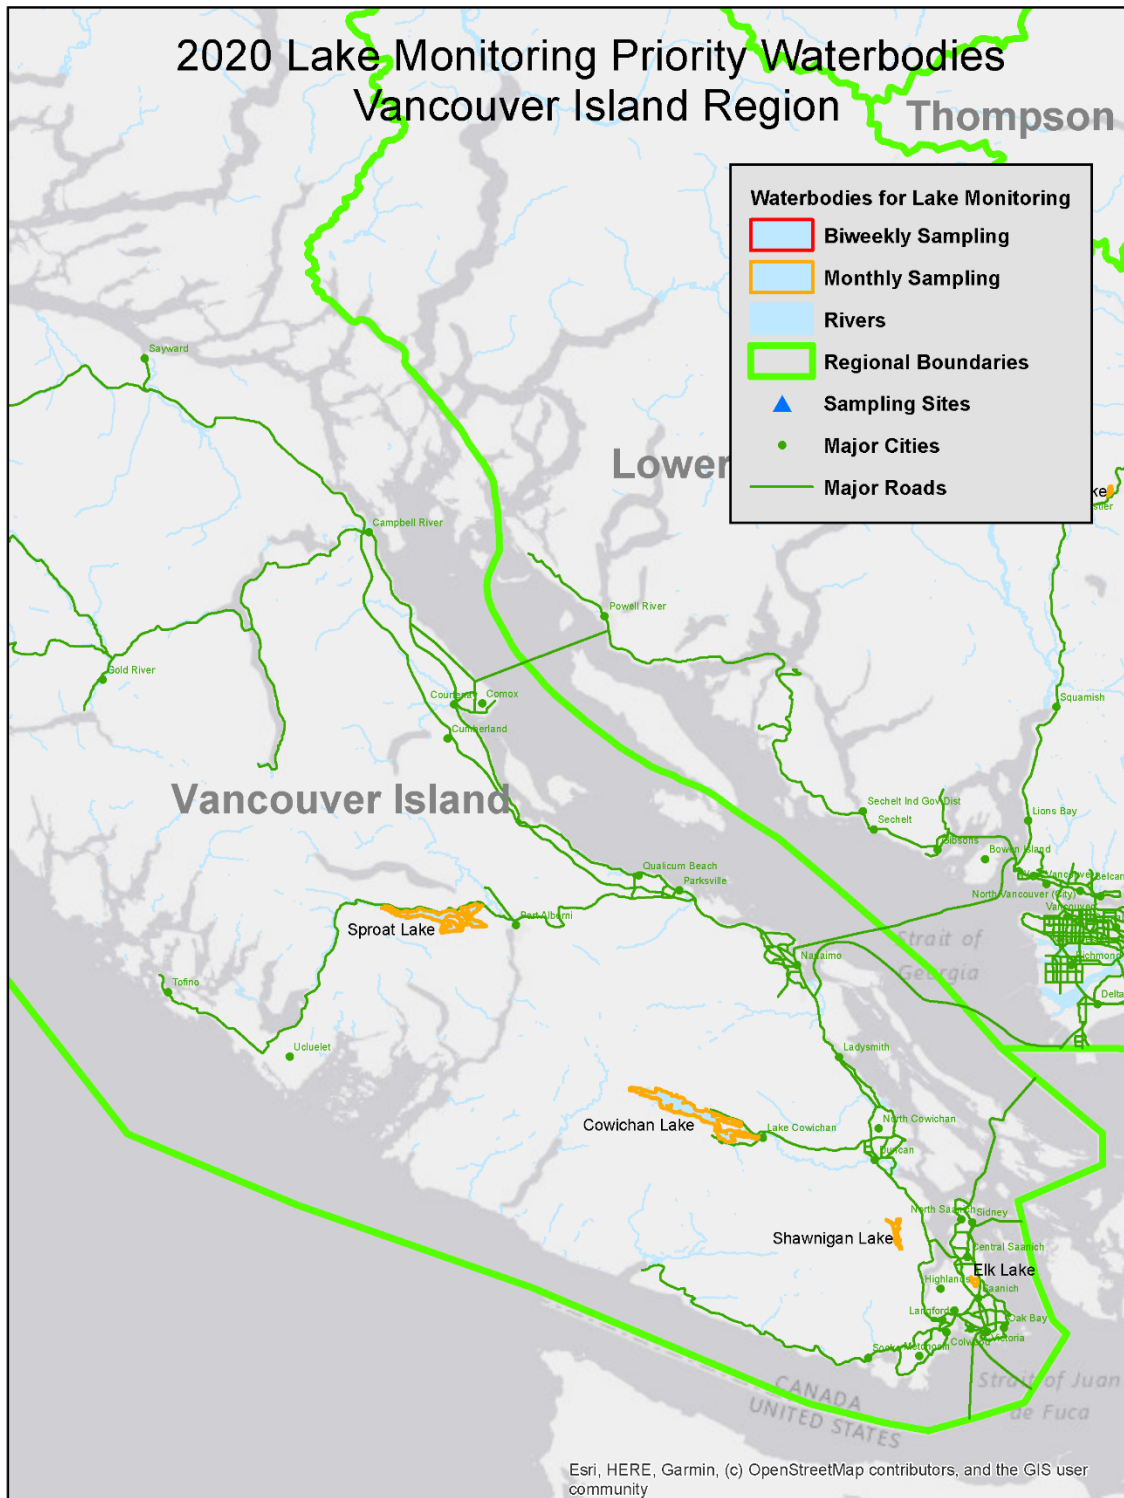 2020 Lake Monitoring Priority Waterbodies
Vancouver Island Region
Thompson
Waterbodies for Lake Monitoring
Biweekly Sampling
Monthly Sampling
Rivers
Regional Boundaries
Sampling Sites
Major Cities
Major Roads
Sayward
Lower
ke
stler
Campbell River
Powell River
Gold River
Courtenay
Comox
Squamish
Cumberland
Vancouver Island
Sechelt Ind Gov Dist
Sechelt
Lions Bay
Gibsons
Bowen Island
Qualicum Beach
Parksville
West Vancouver
Belcar
North Vancouver (City)
Vancouver
Port Alberni
Sproat Lake
Strait of
Georgia
Nanaimo
Richmond
Tofino
Delta
Ucluelet
Ladysmith
Cowichan Lake
Lake Cowichan
North Cowichan
Duncan
North Saanich
Sidney
Shawnigan Lake
Central Saanich
Elk Lake
Highlands
Saanich
Langford
Oak Bay
Colwood
Victoria
Sooke
Metchosin
CANADA
UNITED STATES
Strait of Juan
de Fuca
Esri, HERE, Garmin, (c) OpenStreetMap contributors, and the GIS user
community